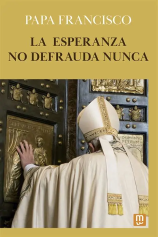 PAPA FRANCISCO
LA ESPERANZA
NO DEFRAUDA NUNCA